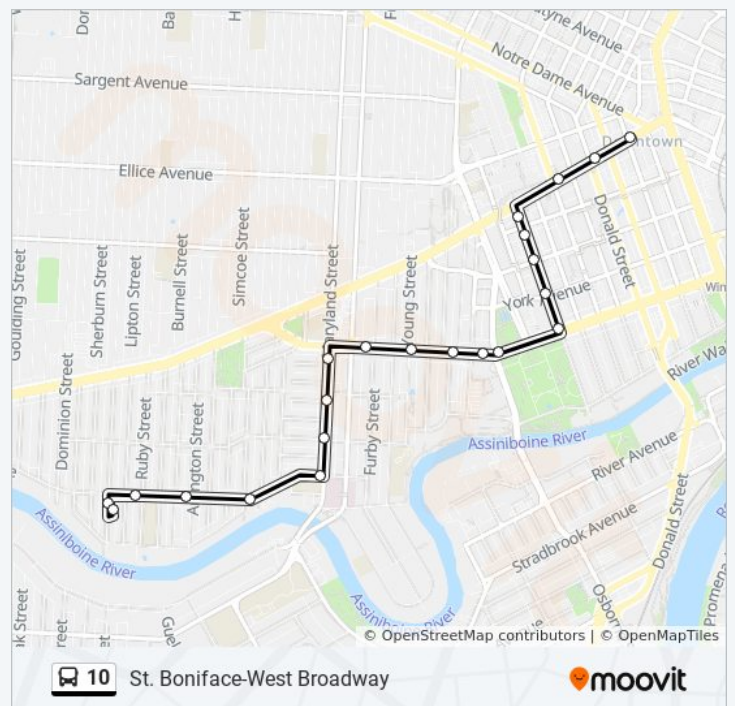 Notre Dame Avenue
Sargent Avenue
Ellice Avenue
Downtown
Donald Street
Simcoe Street
Burnell Street
Lipton Street
Sherburn Street
Goulding Street
Young Street
York Avenue
Dominion Street
Ruby Street
Furby Street
Assiniboine River
River Avenue
Stradbrook Avenue
Donald Street
Assiniboine River
© OpenStreetMap contributors | © OpenMapTiles
10 St. Boniface-West Broadway
moovit